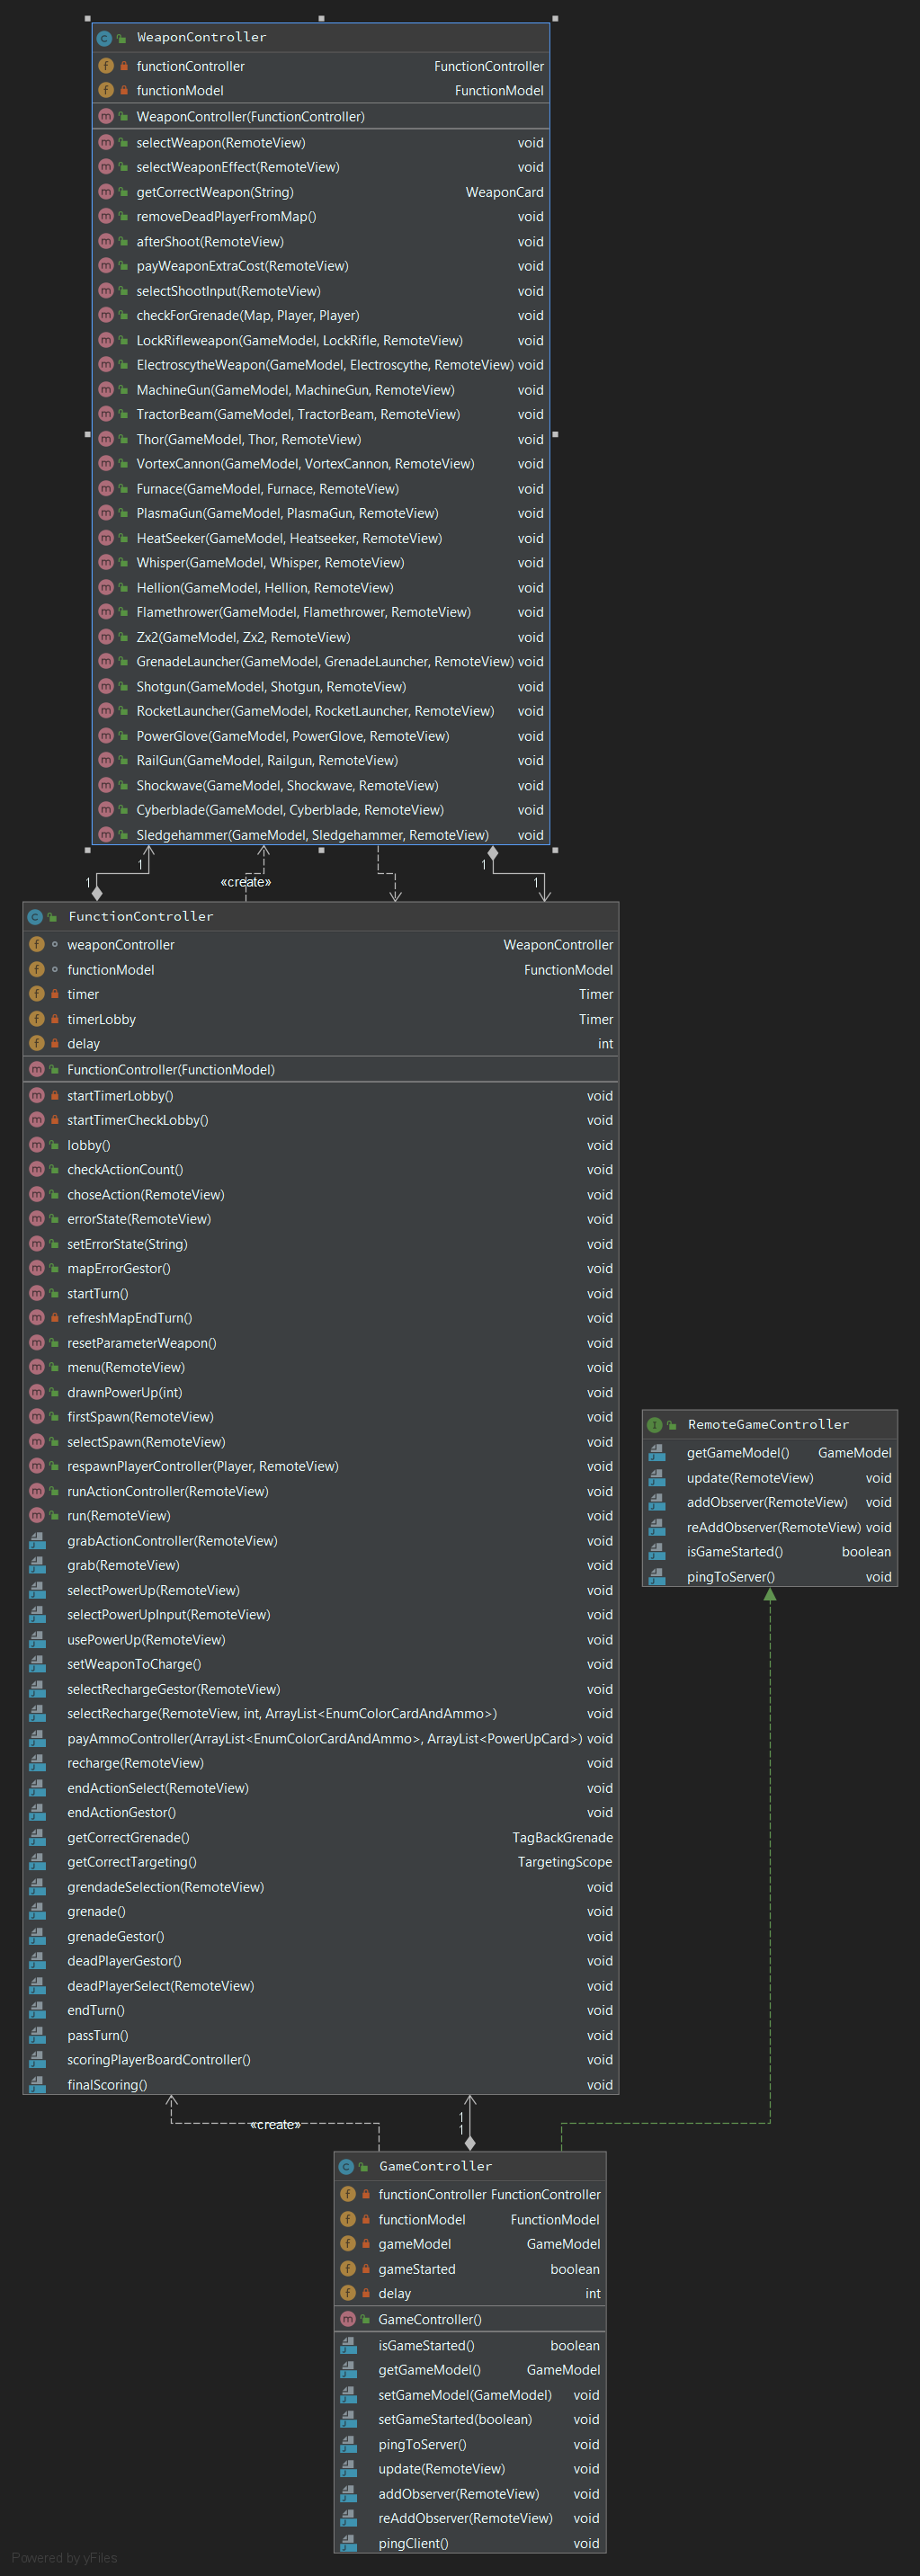 WeaponController
functionController FunctionController
functionModel FunctionModel
WeaponController(FunctionController)
selectWeapon(RemoteView) void
selectWeaponEffect(RemoteView) void
getCorrectWeapon(String) WeaponCard
removeDeadPlayerFromMap() void
afterShoot(RemoteView) void
payWeaponExtraCost(RemoteView) void
selectShootInput(RemoteView) void
checkForGrenade(Map, Player, Player) void
LockRifleweapon(GameModel, LockRifle, RemoteView) void
ElectroscytheWeapon(GameModel, Electroscythe, RemoteView) void
MachineGun(GameModel, MachineGun, RemoteView) void
TractorBeam(GameModel, TractorBeam, RemoteView) void
Thor(GameModel, Thor, RemoteView) void
VortexCannon(GameModel, VortexCannon, RemoteView) void
Furnace(GameModel, Furnace, RemoteView) void
PlasmaGun(GameModel, PlasmaGun, RemoteView) void
HeatSeeker(GameModel, Heatseeker, RemoteView) void
Whisper(GameModel, Whisper, RemoteView) void
Hellion(GameModel, Hellion, RemoteView) void
Flamethrower(GameModel, Flamethrower, RemoteView) void
Zx2(GameModel, Zx2, RemoteView) void
GrenadeLauncher(GameModel, GrenadeLauncher, RemoteView) void
Shotgun(GameModel, Shotgun, RemoteView) void
RocketLauncher(GameModel, RocketLauncher, RemoteView) void
PowerGlove(GameModel, PowerGlove, RemoteView) void
RailGun(GameModel, Railgun, RemoteView) void
Shockwave(GameModel, Shockwave, RemoteView) void
Cyberblade(GameModel, Cyberblade, RemoteView) void
Sledgehammer(GameModel, Sledgehammer, RemoteView) void
1 1
1 «create» 1
FunctionController
weaponController WeaponController
functionModel FunctionModel
timer Timer
timerLobby Timer
delay int
FunctionController(FunctionModel)
startTimerLobby() void
startTimerCheckLobby() void
lobby() void
checkActionCount() void
choseAction(RemoteView) void
errorState(RemoteView) void
setErrorState(String) void
mapErrorGestor() void
startTurn() void
refreshMapEndTurn() void
resetParameterWeapon() void
menu(RemoteView) void
drawnPowerUp(int) void
firstSpawn(RemoteView) void
selectSpawn(RemoteView) void
respawnPlayerController(Player, RemoteView) void
runActionController(RemoteView) void
run(RemoteView) void
grabActionController(RemoteView) void
grab(RemoteView) void
selectPowerUp(RemoteView) void
selectPowerUpInput(RemoteView) void
usePowerUp(RemoteView) void
setWeaponToCharge() void
selectRechargeGestor(RemoteView) void
selectRecharge(RemoteView, int, ArrayList<EnumColorCardAndAmmo>) void
payAmmoController(ArrayList<EnumColorCardAndAmmo>, ArrayList<PowerUpCard>) void
recharge(RemoteView) void
endActionSelect(RemoteView) void
endActionGestor() void
getCorrectGrenade() TagBackGrenade
getCorrectTargeting() TargetingScope
grendadeSelection(RemoteView) void
grenade() void
grenadeGestor() void
deadPlayerGestor() void
deadPlayerSelect(RemoteView) void
endTurn() void
passTurn() void
scoringPlayerBoardController() void
finalScoring() void
RemoteGameController
getGameModel() GameModel
update(RemoteView) void
addObserver(RemoteView) void
reAddObserver(RemoteView) void
isGameStarted() boolean
pingToServer() void
1
«create» 1
GameController
functionController FunctionController
functionModel FunctionModel
gameModel GameModel
gameStarted boolean
delay int
GameController()
isGameStarted() boolean
getGameModel() GameModel
setGameModel(GameModel) void
setGameStarted(boolean) void
pingToServer() void
update(RemoteView) void
addObserver(RemoteView) void
reAddObserver(RemoteView) void
pingClient() void
Powered by yFiles